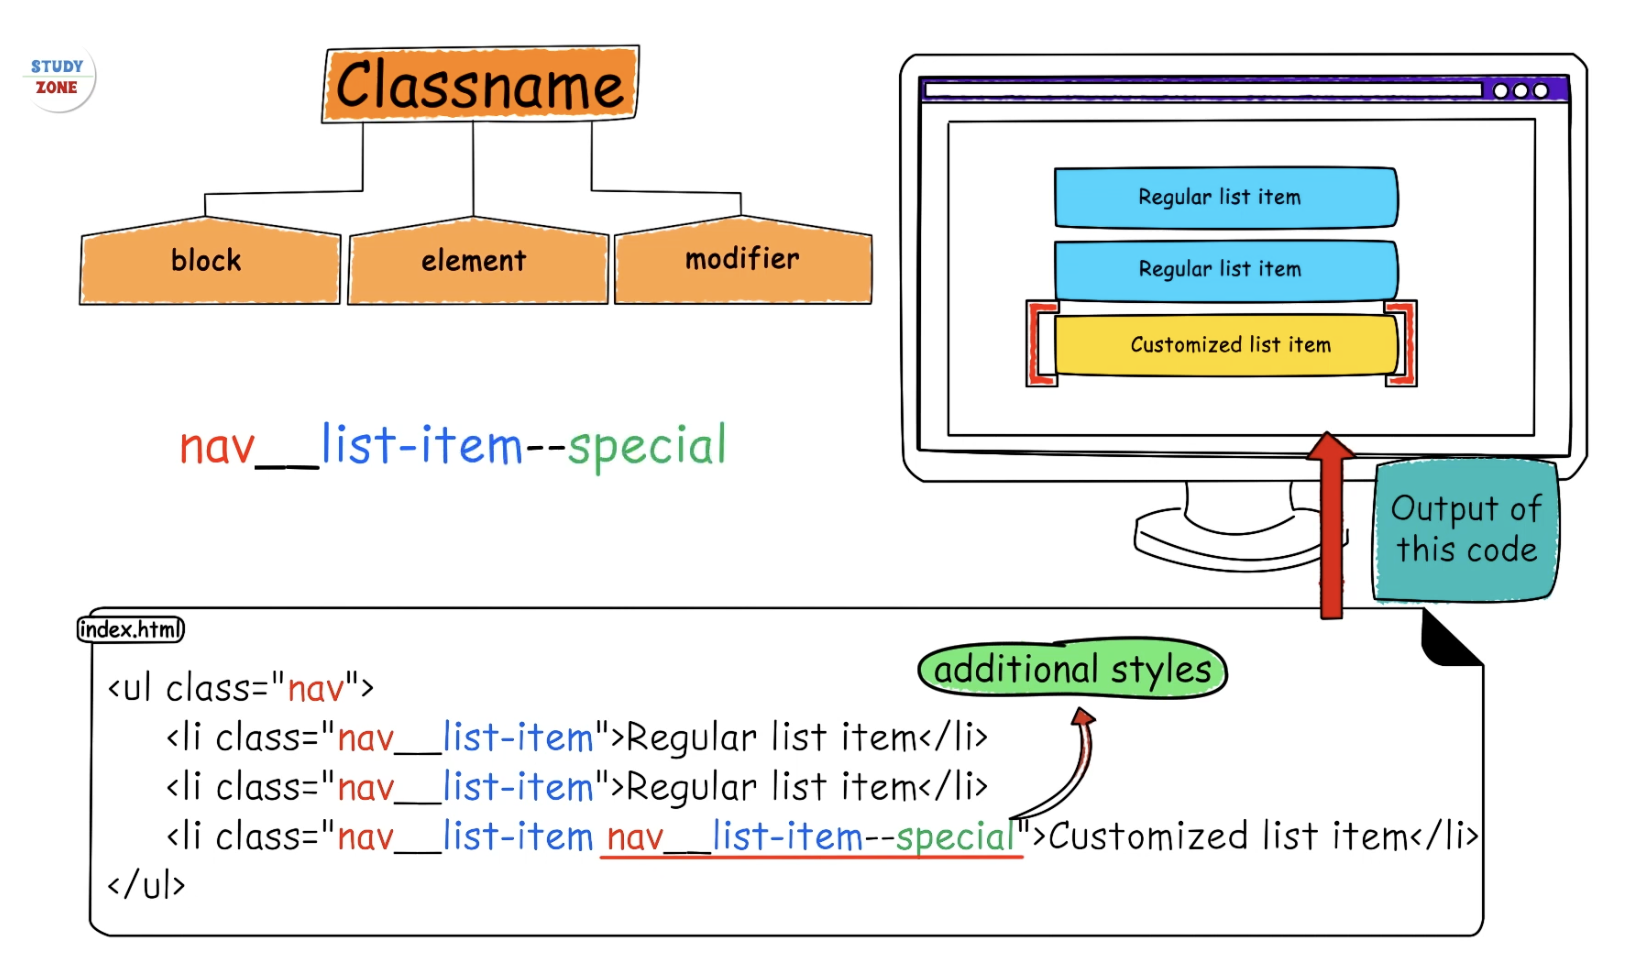 STUDY
ZONE
Classname
block
element
modifier
nav__list-item--special
Regular list item
Regular list item
Customized list item
Output of
this code
index.html
additional styles
<ul class="nav">
<li class="nav__list-item">Regular list item</li>
<li class="nav__list-item">Regular list item</li>
<li class="nav__list-item nav__list-item--special">Customized list item</li>
</ul>